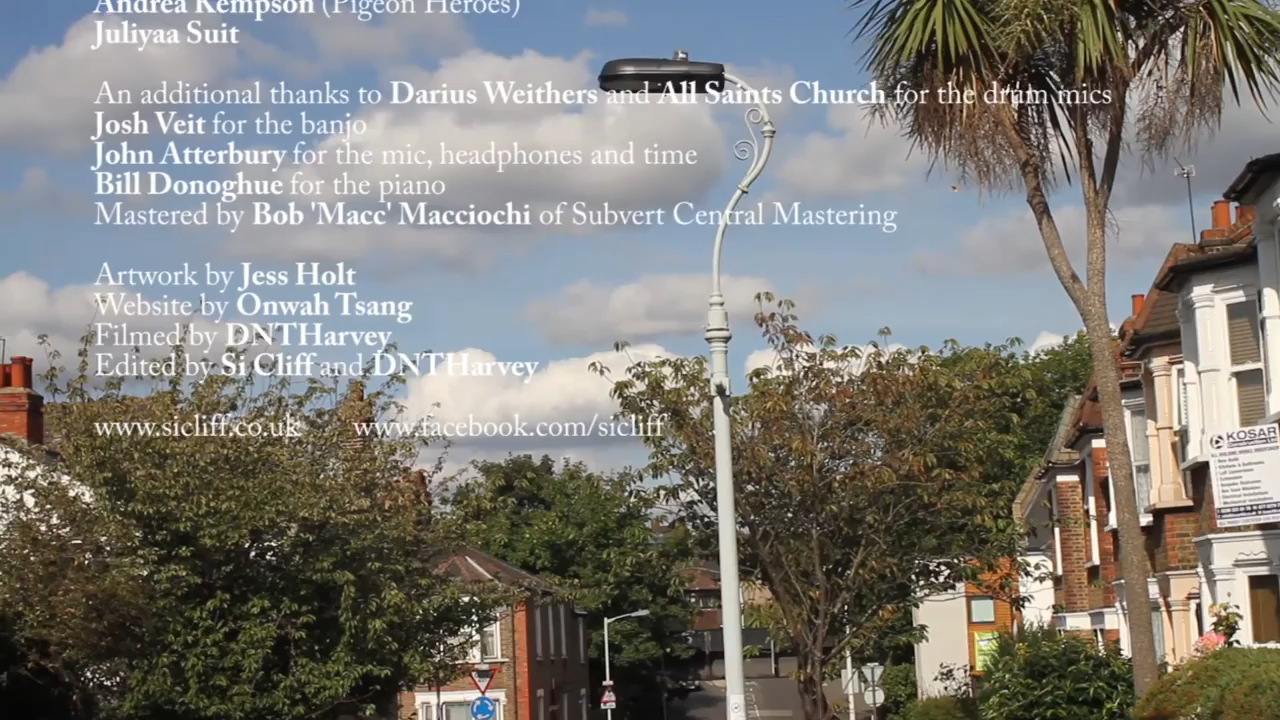 Andrea Kempson (Pigeon Heroes)
Juliyaa Suit
An additional thanks to Darius Weithers and All Saints Church for the drum mics
Josh Veit for the banjo
John Atterbury for the mic, headphones and time
Bill Donoghue for the piano
Mastered by Bob 'Macc' Macciochi of Subvert Central Mastering
Artwork by Jess Holt
Website by Onwah Tsang
Filmed by DNTHarvey
Edited by Si Cliff and DNTHarvey
www.sicliff.co.uk www.facebook.com/sicliff
KOSAR